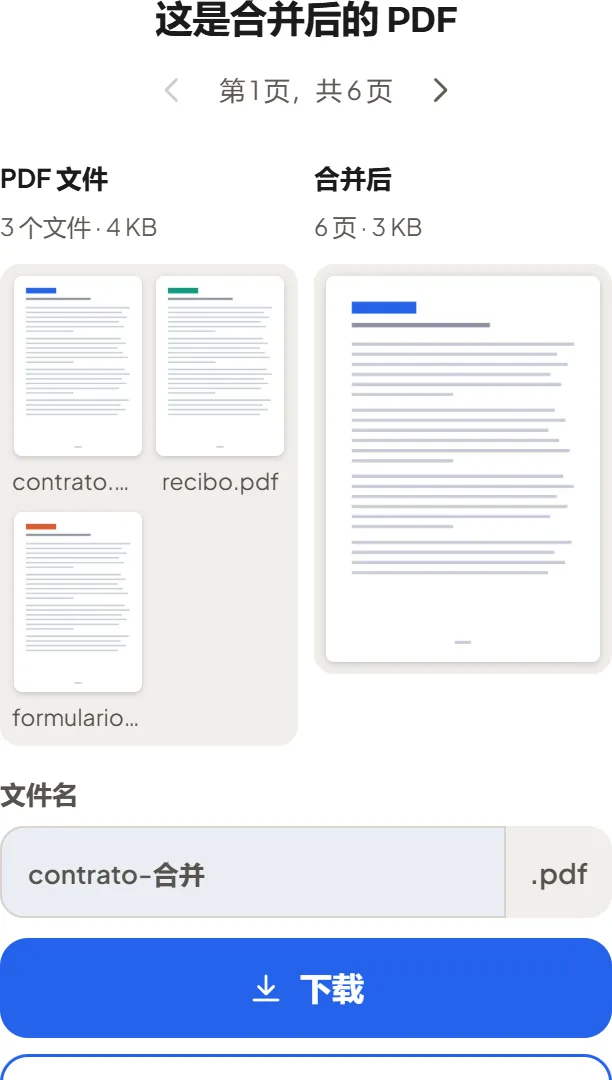 这是合并后的 PDF
第1页，共6页
PDF 文件
3 个文件 · 4 KB
contrato....
recibo.pdf
formulario...
合并后
6 页 · 3 KB
文件名
contrato-合并
.pdf
下载